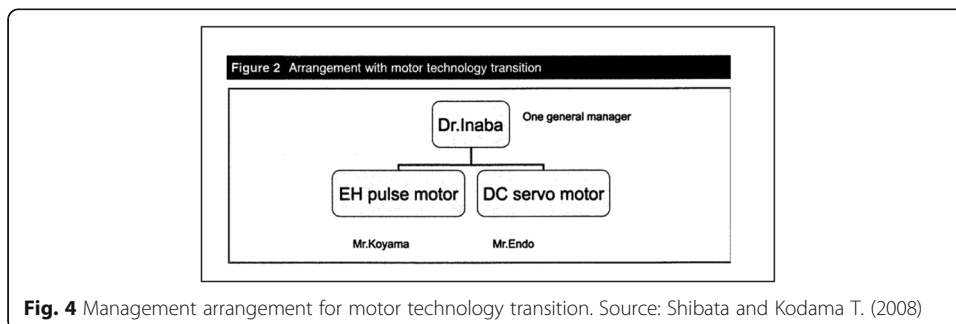 Figure 2 Arrangement with motor technology transition
Dr.Inaba
One general manager
EH pulse motor
DC servo motor
Mr.Koyama
Mr.Endo
Fig. 4 Management arrangement for motor technology transition. Source: Shibata and Kodama T. (2008)